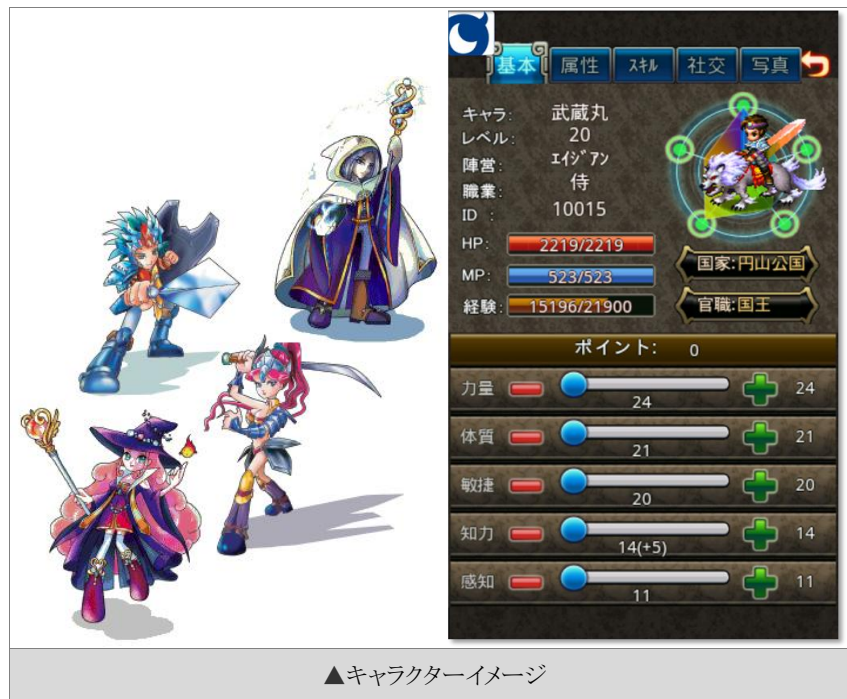 基本 属性 ｽｷﾙ 社交 写真
キャラ: 武蔵丸
レベル: 20
陣営: ｴｲｼﾞｱﾝ
職業: 侍
ID : 10015
HP: 2219/2219
MP: 523/523
経験: 15196/21900
国家:円山公国
官職:国王
ポイント: 0
力量 24 24
体質 21 21
敏捷 20 20
知力 14(+5) 14
感知 11 11
▲キャラクターイメージ